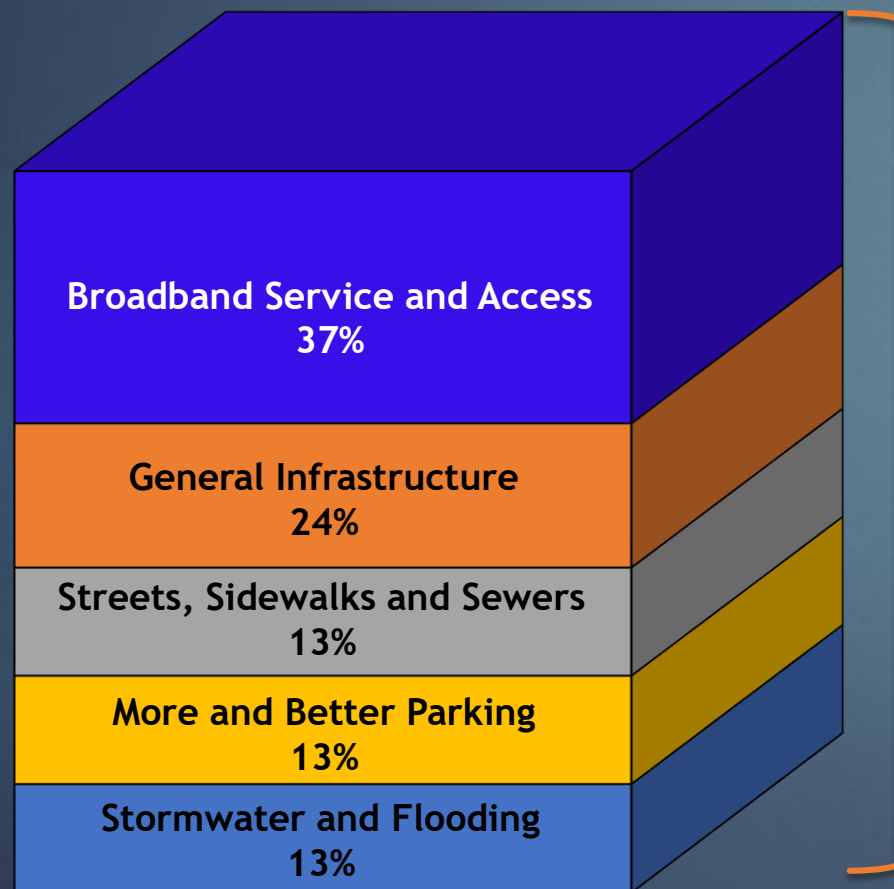 Broadband Service and Access
37%
General Infrastructure
24%
Streets, Sidewalks and Sewers
13%
More and Better Parking
13%
Stormwater and Flooding
13%